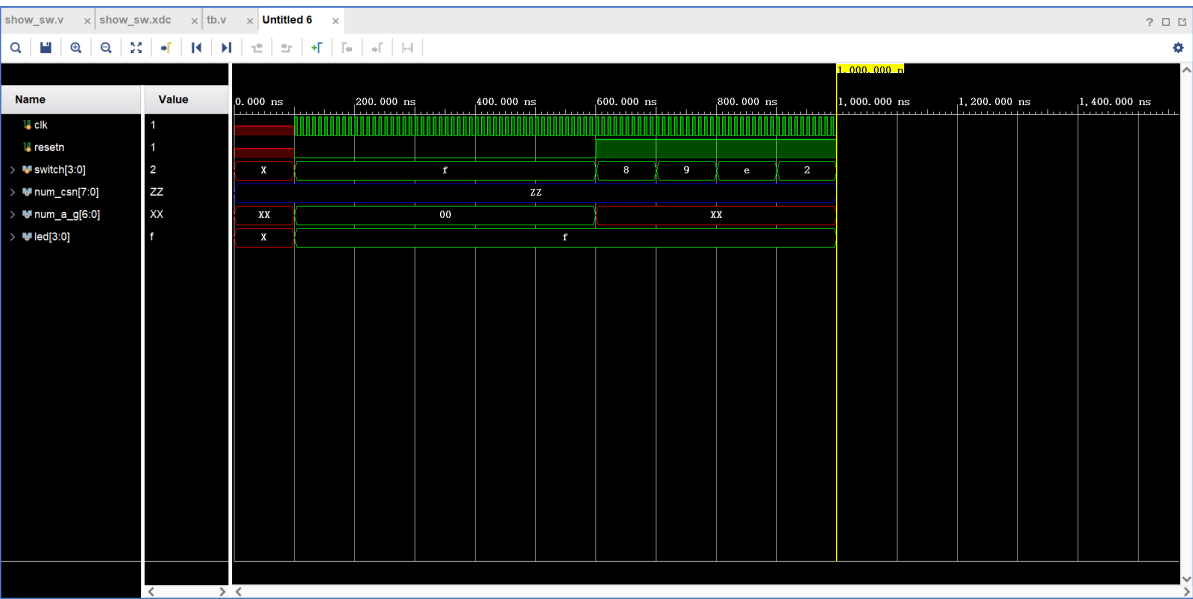 show_sw.v × show_sw.xdc × tb.v × Untitled 6 ×
?
1,000.000 n
Name Value 0.000 ns 200.000 ns 400.000 ns 600.000 ns 800.000 ns 1,000.000 ns 1,200.000 ns 1,400.000 ns
clk 1
resetn 1
switch[3:0] 2 X f 8 9 e 2
num_csn[7:0] ZZ ZZ
num_a_g[6:0] XX XX 00 XX
led[3:0] f X f